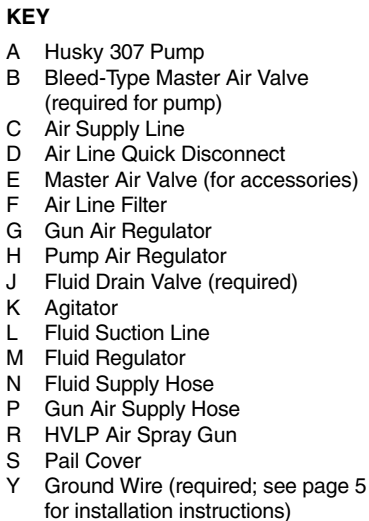 KEY
A Husky 307 Pump
B Bleed-Type Master Air Valve
(required for pump)
C Air Supply Line
D Air Line Quick Disconnect
E Master Air Valve (for accessories)
F Air Line Filter
G Gun Air Regulator
H Pump Air Regulator
J Fluid Drain Valve (required)
K Agitator
L Fluid Suction Line
M Fluid Regulator
N Fluid Supply Hose
P Gun Air Supply Hose
R HVLP Air Spray Gun
S Pail Cover
Y Ground Wire (required; see page 5
for installation instructions)